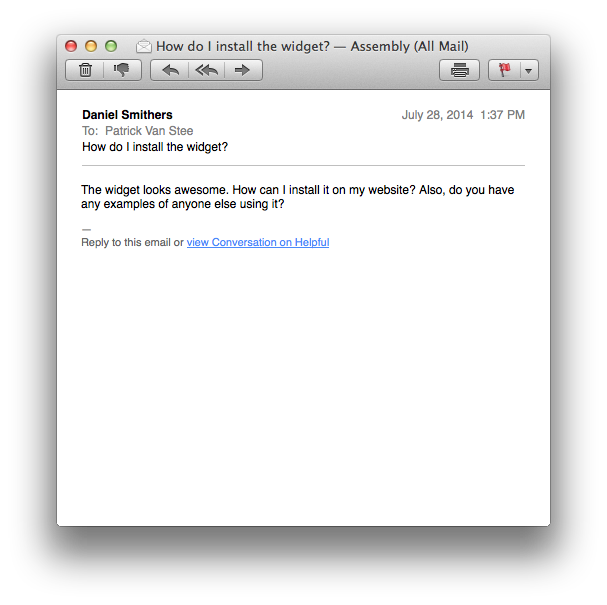 How do I install the widget? — Assembly (All Mail)
Daniel Smithers
July 28, 2014 1:37 PM
To: Patrick Van Stee
How do I install the widget?
The widget looks awesome. How can I install it on my website? Also, do you have
any examples of anyone else using it?
—
Reply to this email or view Conversation on Helpful